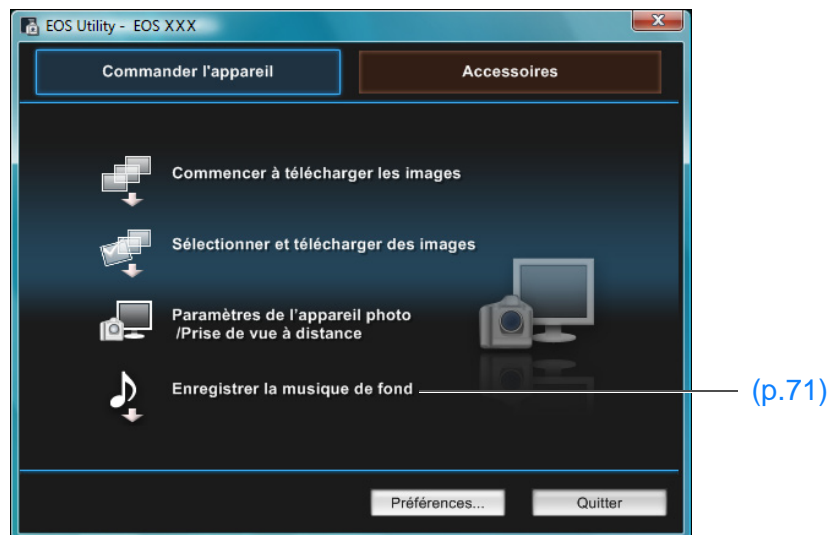 EOS Utility - EOS XXX
Commander l'appareil
Accessoires
Commencer à télécharger les images
Sélectionner et télécharger des images
Paramètres de l'appareil photo
/Prise de vue à distance
Enregistrer la musique de fond
(p.71)
Préférences...
Quitter